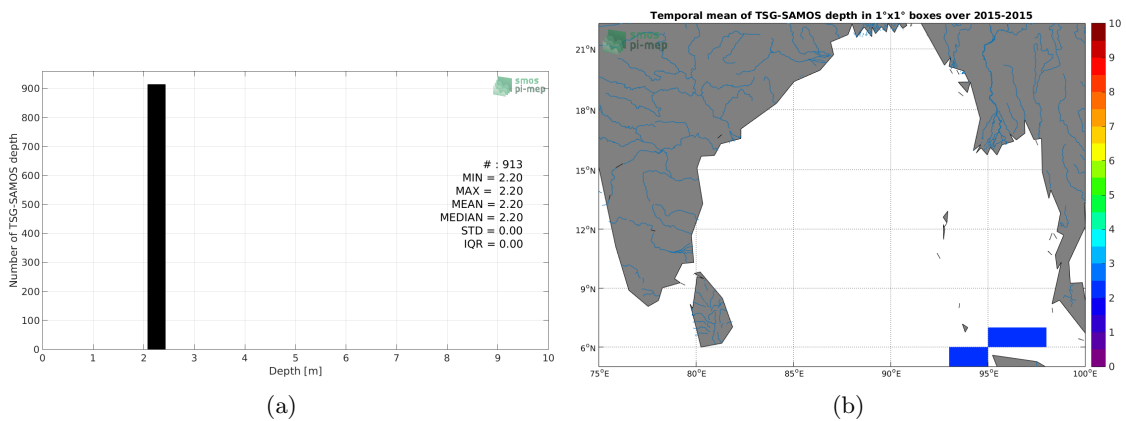 smos
pi-mep
Number of TSG-SAMOS depth
900
800
700
600
500
400
300
200
100
0
# : 913
MIN = 2.20
MAX = 2.20
MEAN = 2.20
MEDIAN = 2.20
STD = 0.00
IQR = 0.00
0 1 2 3 4 5 6 7 8 9 10
Depth [m]
(a)
Temporal mean of TSG-SAMOS depth in 1°x1° boxes over 2015-2015
smos
pi-mep
21°N
18°N
15°N
12°N
9°N
6°N
75°E 80°E 85°E 90°E 95°E 100°E
10
9
8
7
6
5
4
3
2
1
0
(b)